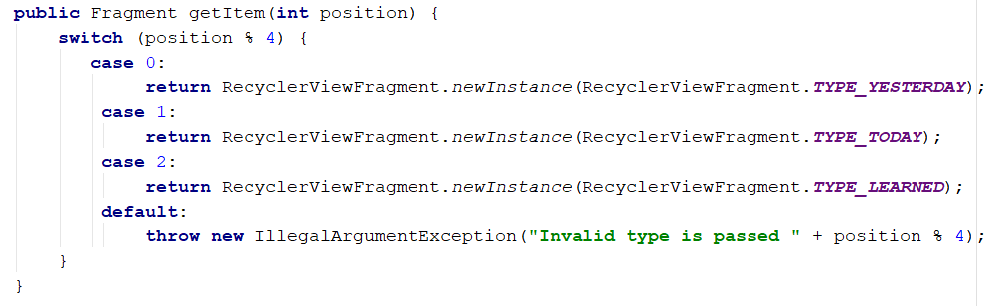 public Fragment getItem(int position) {
    switch (position % 4) {
       case 0:
            return RecyclerViewFragment.newInstance(RecyclerViewFragment.TYPE_YESTERDAY);
        case 1:
            return RecyclerViewFragment.newInstance(RecyclerViewFragment.TYPE_TODAY);
        case 2:
            return RecyclerViewFragment.newInstance(RecyclerViewFragment.TYPE_LEARNED);
        default:
            throw new IllegalArgumentException("Invalid type is passed " + position % 4);
    }
}